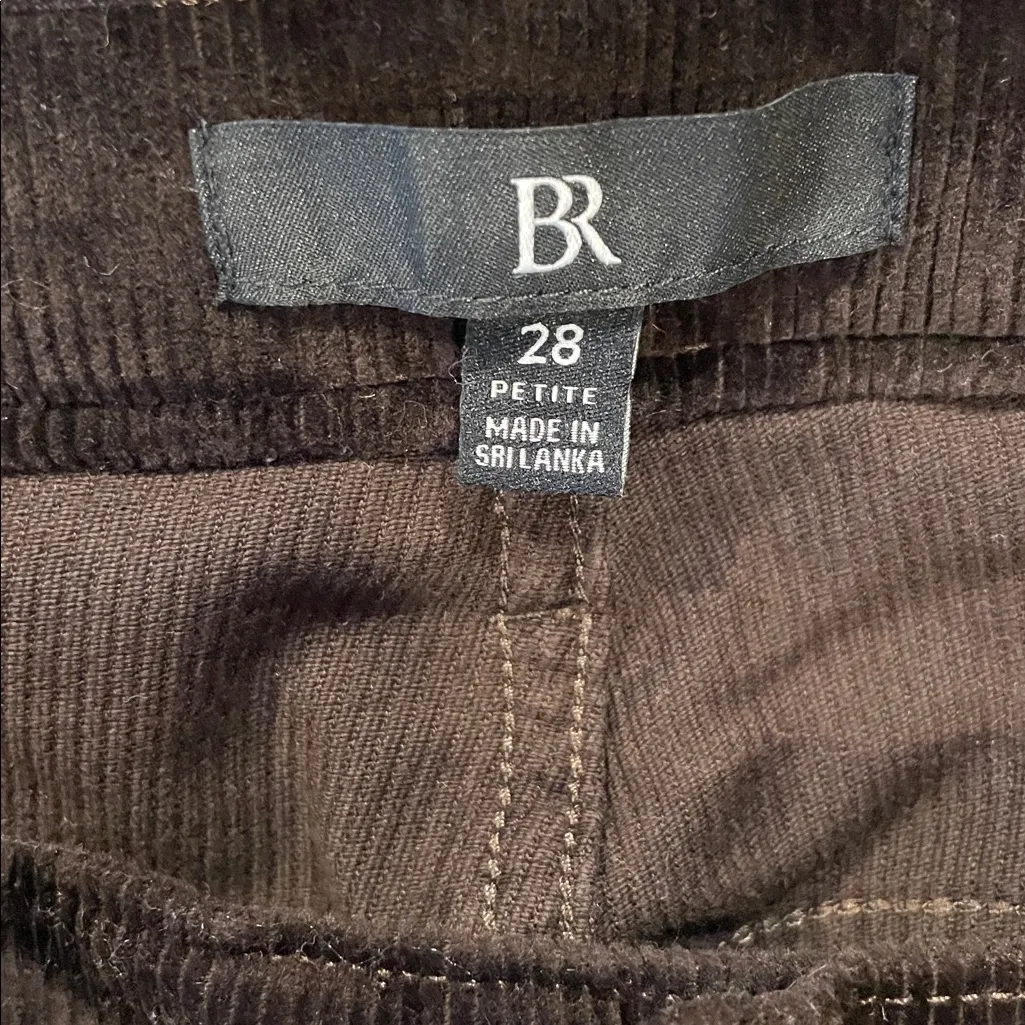 BR
28
PETITE
MADE IN
SRI LANKA